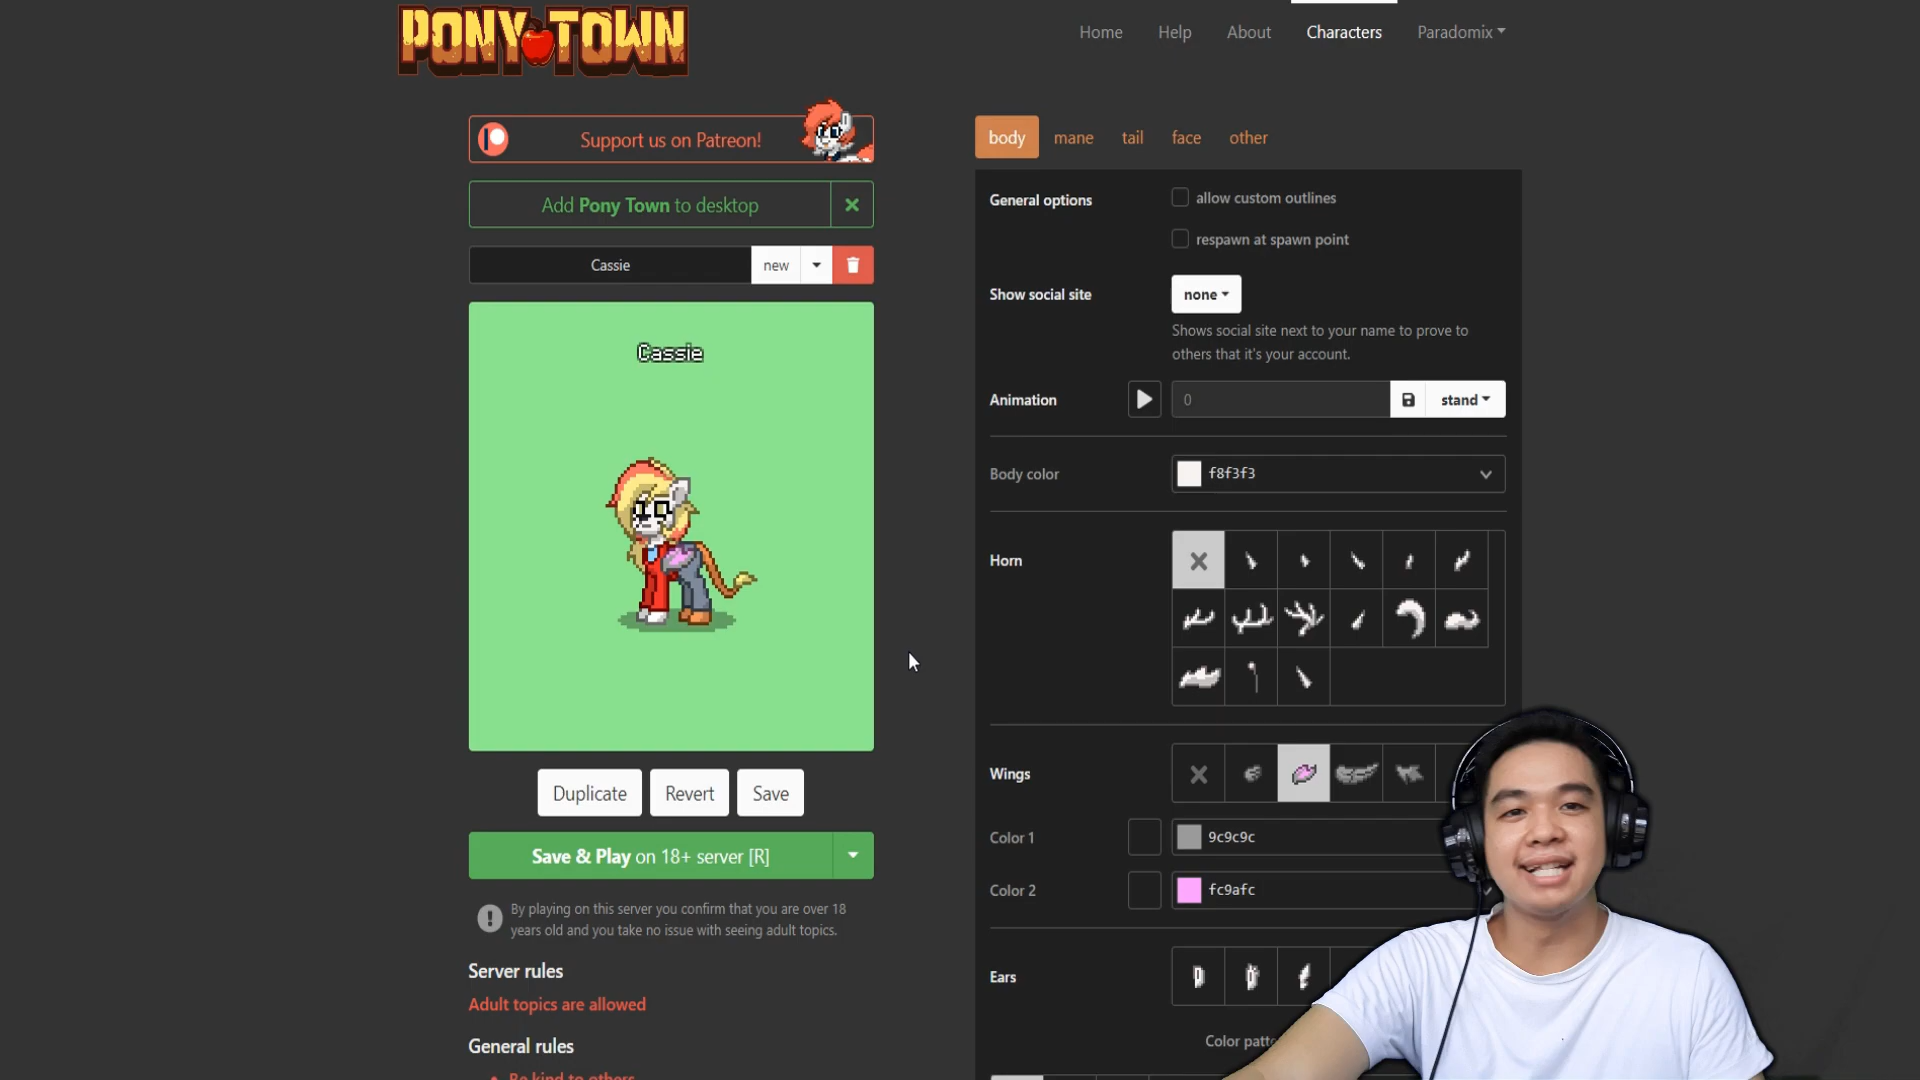 PONY TOWN
Home
Help
About
Characters
Paradomix
Support us on Patreon!
Add Pony Town to desktop
Cassie
new
Cassie
Duplicate
Revert
Save
Save & Play on 18+ server [R]
By playing on this server you confirm that you are over 18
years old and you take no issue with seeing adult topics.
Server rules
Adult topics are allowed
General rules
Be kind to others
body
mane
tail
face
other
General options
allow custom outlines
respawn at spawn point
Show social site
none
Shows social site next to your name to prove to
others that it's your account.
Animation
0
stand
Body color
f8f3f3
Horn
Wings
Color 1
9c9c9c
Color 2
fc9afc
Ears
Color